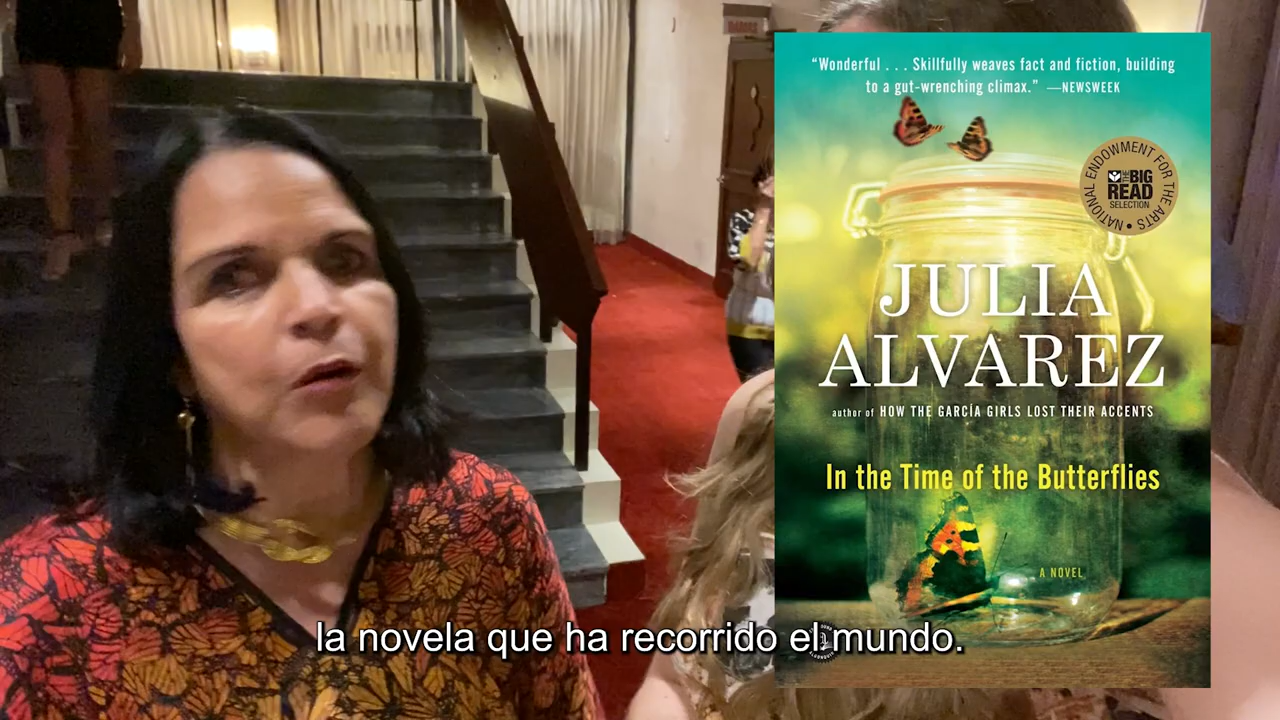 “Wonderful . . . Skillfully weaves fact and fiction, building
to a gut-wrenching climax.” —NEWSWEEK
NATIONAL ENDOWMENT FOR THE ARTS •
THE BIG
READ
SELECTION
JULIA
ALVAREZ
author of HOW THE GARCÍA GIRLS LOST THEIR ACCENTS
In the Time of the Butterflies
A NOVEL
la novela que ha recorrido el mundo.